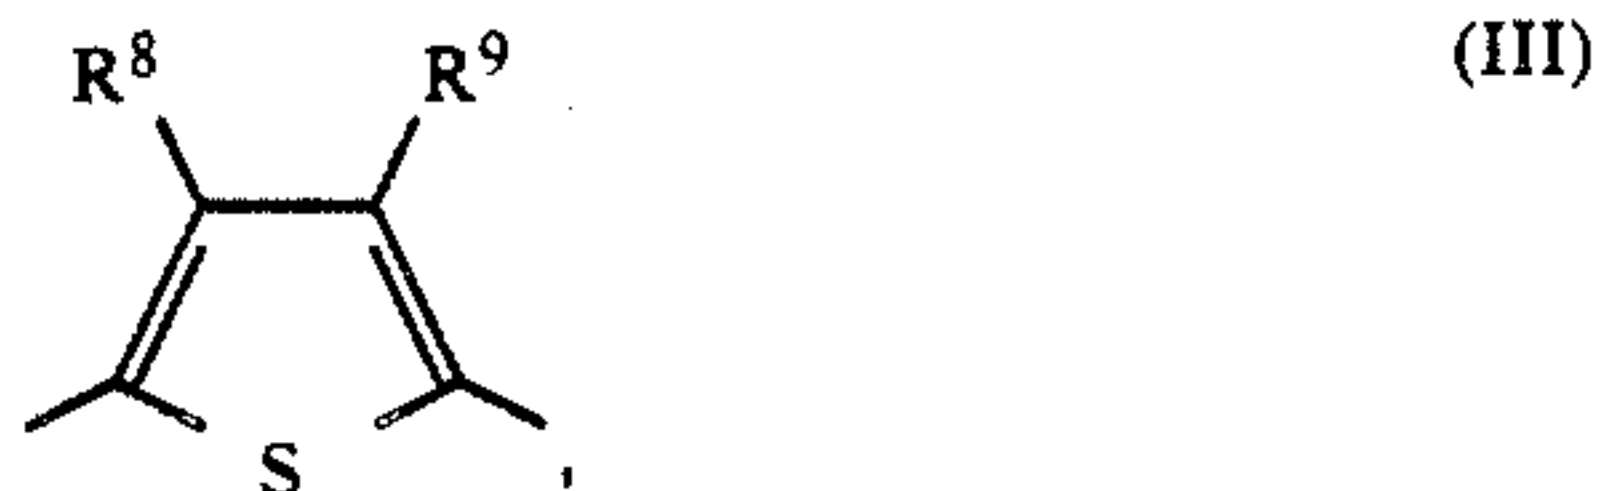 R⁸ R⁹ (III)
S ,